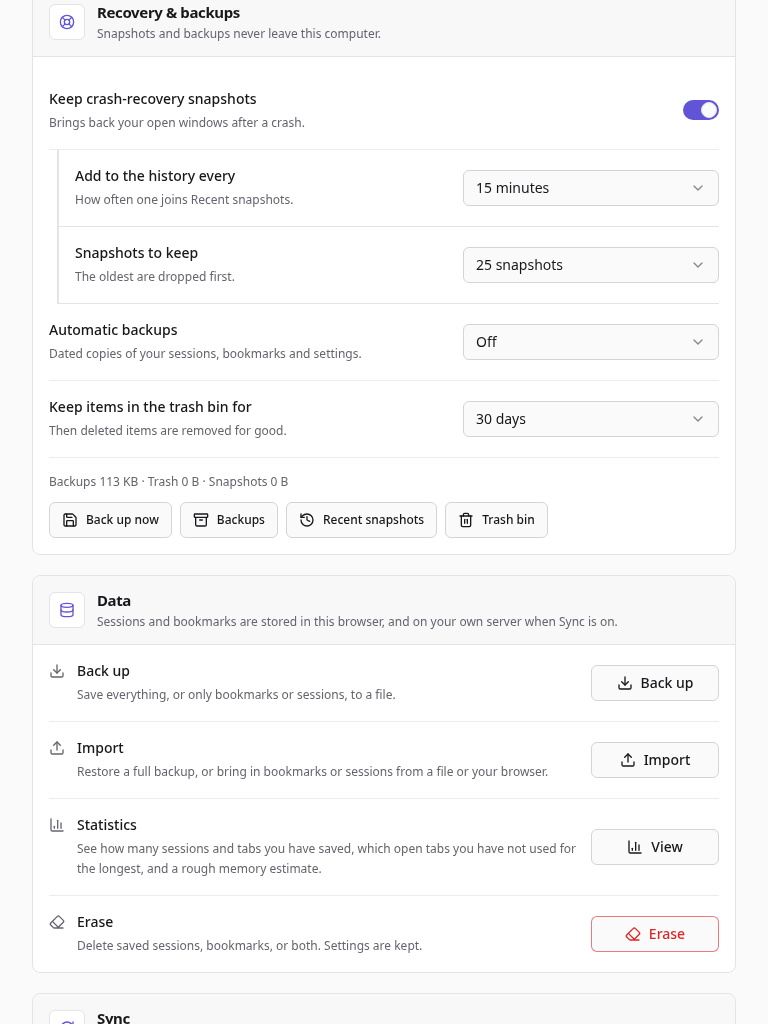 Recovery & backups
Snapshots and backups never leave this computer.
Keep crash-recovery snapshots
Brings back your open windows after a crash.
Add to the history every
How often one joins Recent snapshots.
15 minutes
Snapshots to keep
The oldest are dropped first.
25 snapshots
Automatic backups
Dated copies of your sessions, bookmarks and settings.
Off
Keep items in the trash bin for
Then deleted items are removed for good.
30 days
Backups 113 KB · Trash 0 B · Snapshots 0 B
Back up now
Backups
Recent snapshots
Trash bin
Data
Sessions and bookmarks are stored in this browser, and on your own server when Sync is on.
Back up
Save everything, or only bookmarks or sessions, to a file.
Back up
Import
Restore a full backup, or bring in bookmarks or sessions from a file or your browser.
Import
Statistics
See how many sessions and tabs you have saved, which open tabs you have not used for
the longest, and a rough memory estimate.
View
Erase
Delete saved sessions, bookmarks, or both. Settings are kept.
Erase
Sync